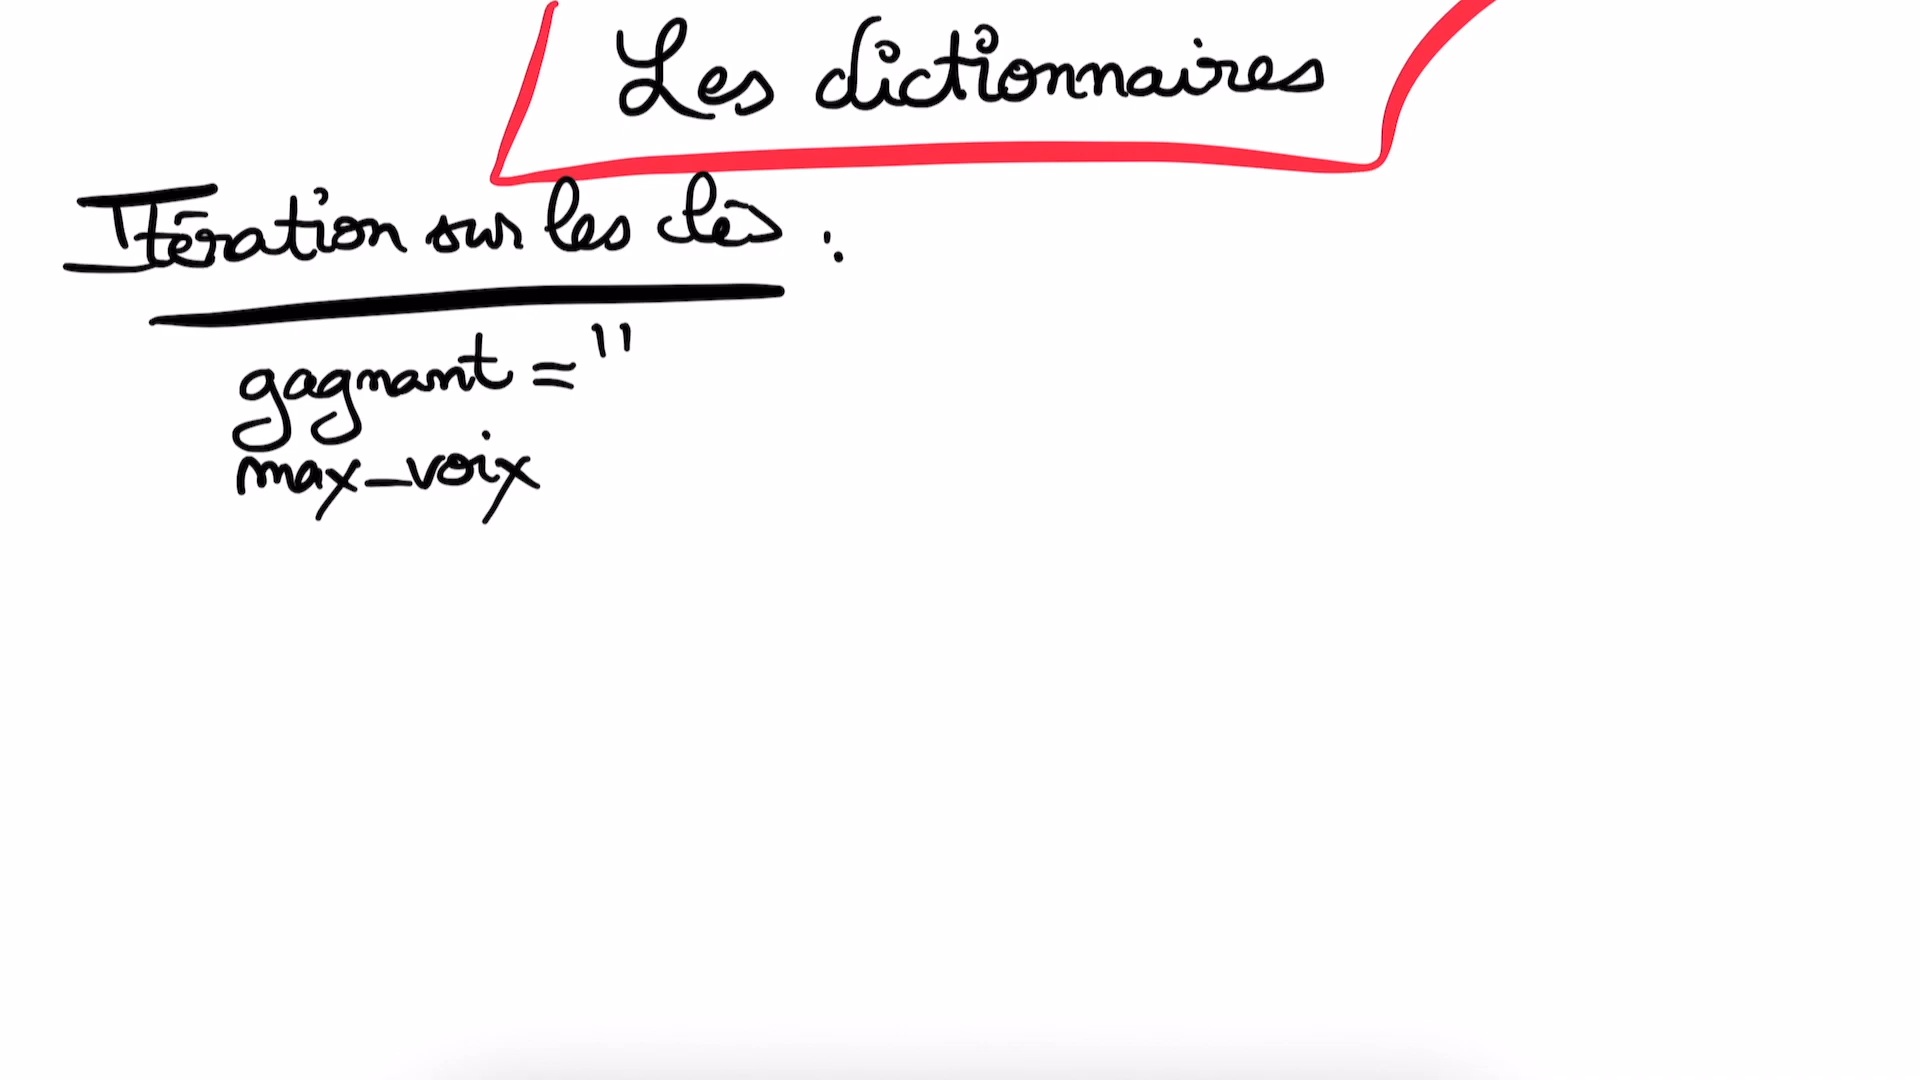 Les dictionnaires
Itération sur les clés :
gagnant = ''
max_voix